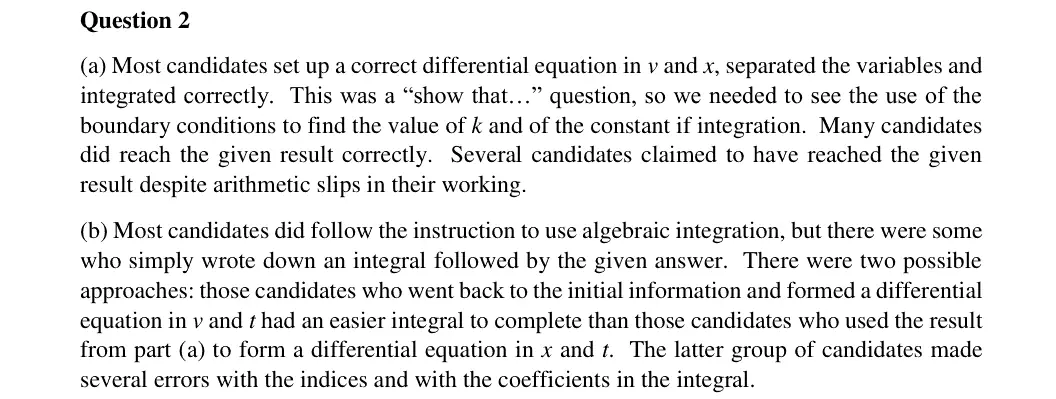 Question 2
(a) Most candidates set up a correct differential equation in v and x, separated the variables and
integrated correctly.  This was a “show that…” question, so we needed to see the use of the
boundary conditions to find the value of k and of the constant if integration.  Many candidates
did reach the given result correctly.  Several candidates claimed to have reached the given
result despite arithmetic slips in their working.
(b) Most candidates did follow the instruction to use algebraic integration, but there were some
who simply wrote down an integral followed by the given answer.  There were two possible
approaches: those candidates who went back to the initial information and formed a differential
equation in v and t had an easier integral to complete than those candidates who used the result
from part (a) to form a differential equation in x and t.  The latter group of candidates made
several errors with the indices and with the coefficients in the integral.